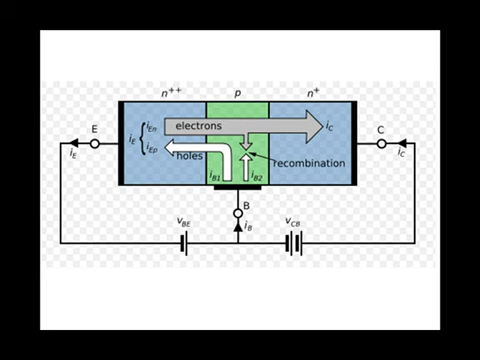 n++ p n+
iEn electrons iC
E iE C
iE iEp holes recombination iC
iB1 iB2
B
vBE iB vCB